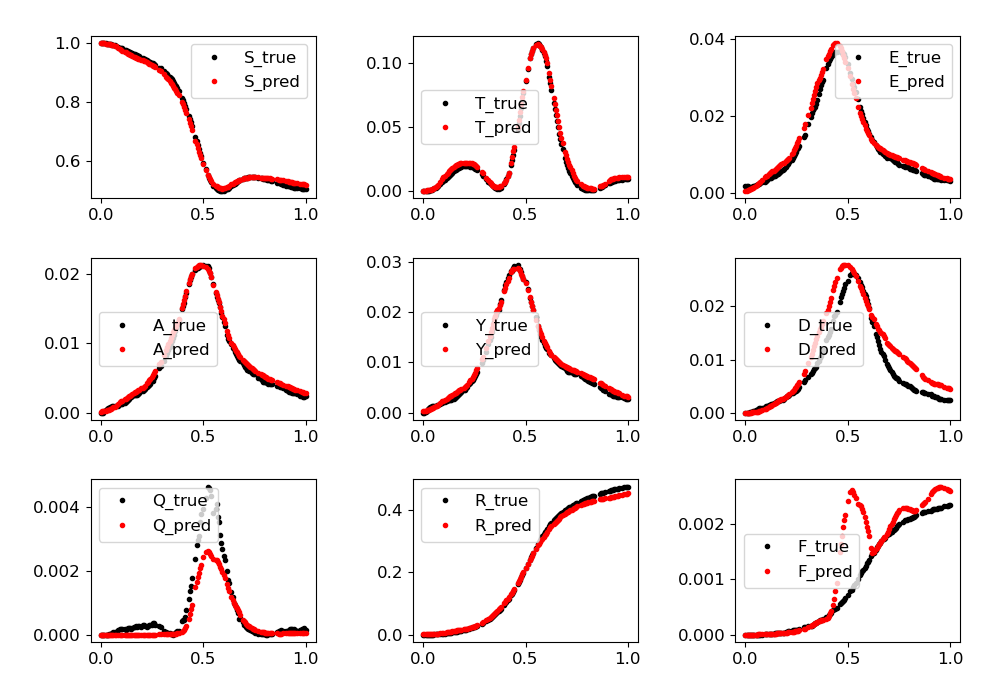 1.0
0.8
0.6
S_true
S_pred
0.0 0.5 1.0
0.10
0.05
0.00
T_true
T_pred
0.0 0.5 1.0
0.04
0.02
0.00
E_true
E_pred
0.0 0.5 1.0
0.02
0.01
0.00
A_true
A_pred
0.0 0.5 1.0
0.03
0.02
0.01
0.00
Y_true
Y_pred
0.0 0.5 1.0
0.02
0.01
0.00
D_true
D_pred
0.0 0.5 1.0
0.004
0.002
0.000
Q_true
Q_pred
0.0 0.5 1.0
0.4
0.2
0.0
R_true
R_pred
0.0 0.5 1.0
0.002
0.001
0.000
F_true
F_pred
0.0 0.5 1.0